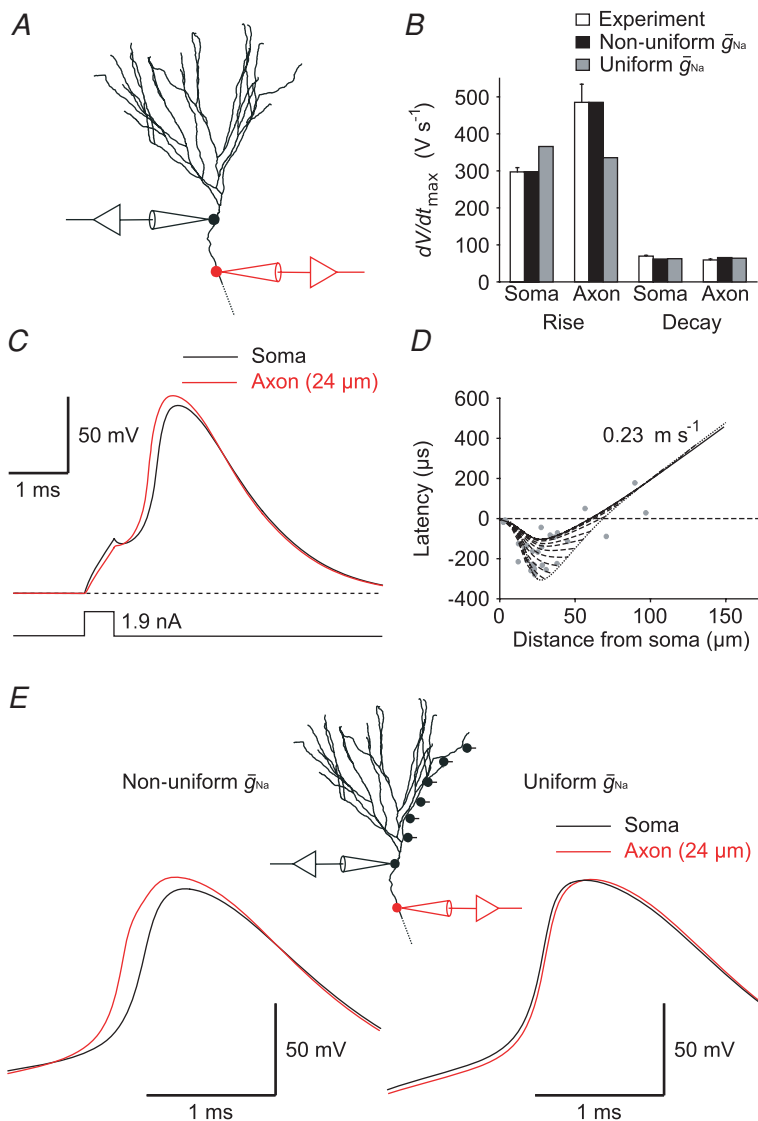 A
B
Experiment
Non-uniform ḡNa
Uniform ḡNa
dV/dtmax (V s⁻¹)
500
400
300
200
100
0
Soma Axon Soma Axon
Rise Decay
C
Soma
Axon (24 µm)
50 mV
1 ms
1.9 nA
D
600
400
200
0
-200
-400
0.23 m s⁻¹
Latency (µs)
0 50 100 150
Distance from soma (µm)
E
Non-uniform ḡNa
Uniform ḡNa
Soma
Axon (24 µm)
50 mV
1 ms
50 mV
1 ms